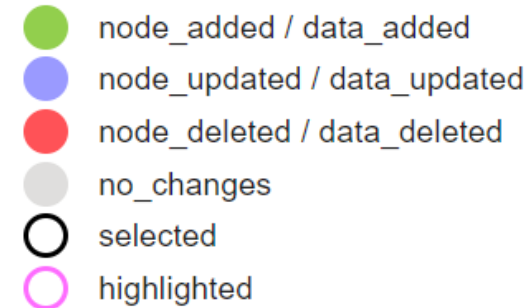 node_added / data_added
node_updated / data_updated
node_deleted / data_deleted
no_changes
selected
highlighted